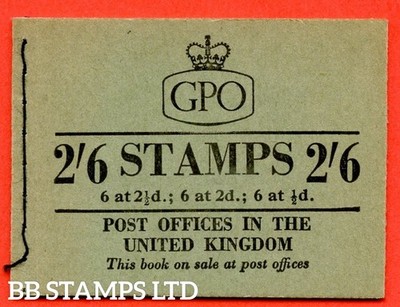 GPO
2'6 STAMPS 2'6
6 at 2½d.; 6 at 2d.; 6 at ½d.
POST OFFICES IN THE
UNITED KINGDOM
This book on sale at post offices
BB STAMPS LTD